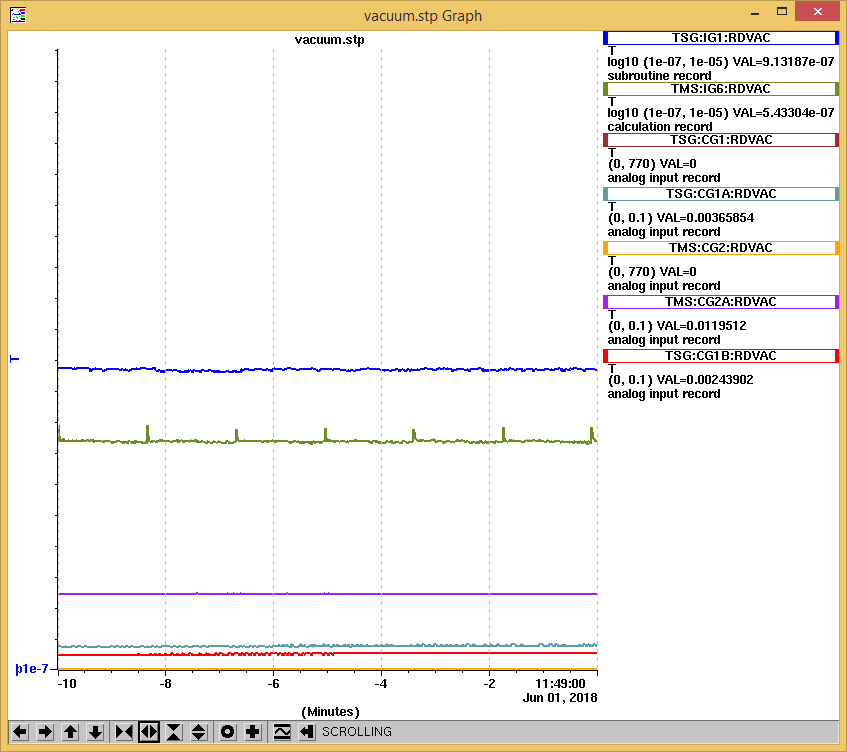 vacuum.stp Graph
vacuum.stp
TSG:IG1:RDVAC
T
log10 (1e-07, 1e-05) VAL=9.13187e-07
subroutine record
TMS:IG6:RDVAC
T
log10 (1e-07, 1e-05) VAL=5.43304e-07
calculation record
TSG:CG1:RDVAC
T
(0, 770) VAL=0
analog input record
TSG:CG1A:RDVAC
T
(0, 0.1) VAL=0.00365854
analog input record
TMS:CG2:RDVAC
T
(0, 770) VAL=0
analog input record
TMS:CG2A:RDVAC
T
(0, 0.1) VAL=0.0119512
analog input record
TSG:CG1B:RDVAC
T
(0, 0.1) VAL=0.00243902
analog input record
T
1e-7
-10 -8 -6 -4 -2 11:49:00
Jun 01, 2018
(Minutes)
SCROLLING